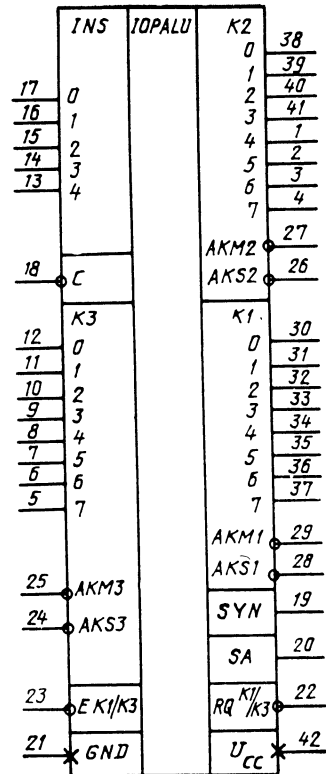 INS IOPALU K2
0 38
1 39
17 0 2 40
16 1 3 41
15 2 4 1
14 3 5 2
13 4 6 3
7 4
AKM2 27
18 C AKS2 26
K3 K1
12 0 0 30
11 1 1 31
10 2 2 32
9 3 3 33
8 4 4 34
7 5 5 35
6 6 6 36
5 7 7 37
AKM1 29
25 AKM3 AKS1 28
24 AKS3 SYN 19
SA 20
23 E K1/K3 RQ K1/K3 22
21 GND UCC 42